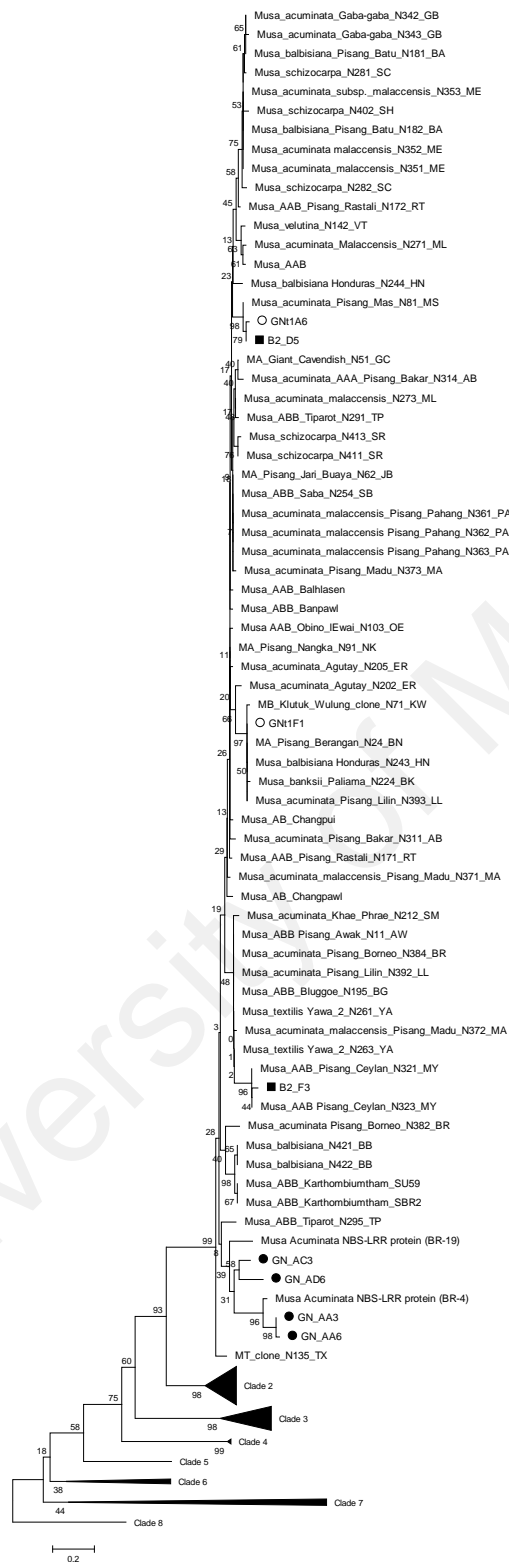 65
Musa_acuminata_Gaba-gaba_N342_GB
Musa_acuminata_Gaba-gaba_N343_GB
61
Musa_balbisiana_Pisang_Batu_N181_BA
Musa_schizocarpa_N281_SC
Musa_acuminata_subsp._malaccensis_N353_ME
53
Musa_schizocarpa_N402_SH
Musa_balbisiana_Pisang_Batu_N182_BA
75
Musa_acuminata malaccensis_N352_ME
Musa_acuminata_malaccensis_N351_ME
58
Musa_schizocarpa_N282_SC
45
Musa_AAB_Pisang_Rastali_N172_RT
Musa_velutina_N142_VT
13
Musa_acuminata_Malaccensis_N271_ML
63
61
Musa_AAB
23
Musa_balbisiana Honduras_N244_HN
Musa_acuminata_Pisang_Mas_N81_MS
98
GNt1A6
79
B2_D5
MA_Giant_Cavendish_N51_GC
40
17
Musa_acuminata_AAA_Pisang_Bakar_N314_AB
40
Musa_acuminata_malaccensis_N273_ML
17
Musa_ABB_Tiparot_N291_TP
Musa_schizocarpa_N413_SR
76
Musa_schizocarpa_N411_SR
MA_Pisang_Jari_Buaya_N62_JB
Musa_ABB_Saba_N254_SB
Musa_acuminata_malaccensis_Pisang_Pahang_N361_PA
7
Musa_acuminata_malaccensis Pisang_Pahang_N362_PA
Musa_acuminata_malaccensis Pisang_Pahang_N363_PA
Musa_acuminata_Pisang_Madu_N373_MA
Musa_AAB_Balhlasen
Musa_ABB_Banpawl
Musa AAB_Obino_lEwai_N103_OE
11
MA_Pisang_Nangka_N91_NK
Musa_acuminata_Agutay_N205_ER
20
Musa_acuminata_Agutay_N202_ER
MB_Klutuk_Wulung_clone_N71_KW
66
GNt1F1
97
MA_Pisang_Berangan_N24_BN
26
Musa_balbisiana Honduras_N243_HN
50
Musa_banksii_Paliama_N224_BK
Musa_acuminata_Pisang_Lilin_N393_LL
13
Musa_AB_Changpui
Musa_acuminata_Pisang_Bakar_N311_AB
29
Musa_AAB_Pisang_Rastali_N171_RT
Musa_acuminata_malaccensis_Pisang_Madu_N371_MA
Musa_AB_Changpawl
19
Musa_acuminata_Khae_Phrae_N212_SM
Musa_ABB Pisang_Awak_N11_AW
Musa_acuminata_Pisang_Borneo_N384_BR
Musa_acuminata_Pisang_Lilin_N392_LL
48
Musa_ABB_Bluggoe_N195_BG
Musa_textilis Yawa_2_N261_YA
3
Musa_acuminata_malaccensis_Pisang_Madu_N372_MA
0
Musa_textilis Yawa_2_N263_YA
1
Musa_AAB_Pisang_Ceylan_N321_MY
2
B2_F3
96
44
Musa_AAB Pisang_Ceylan_N323_MY
28
Musa_acuminata Pisang_Borneo_N382_BR
65
Musa_balbisiana_N421_BB
40
Musa_balbisiana_N422_BB
98
Musa_ABB_Karthombiumtham_SU59
67
Musa_ABB_Karthombiumtham_SBR2
Musa_ABB_Tiparot_N295_TP
99
Musa Acuminata NBS-LRR protein (BR-19)
8
58
GN_AC3
39
GN_AD6
31
Musa Acuminata NBS-LRR protein (BR-4)
96
GN_AA3
98
GN_AA6
MT_clone_N135_TX
93
98
Clade 2
60
98
Clade 3
75
99
Clade 4
58
Clade 5
18
38
Clade 6
44
Clade 7
Clade 8
0.2